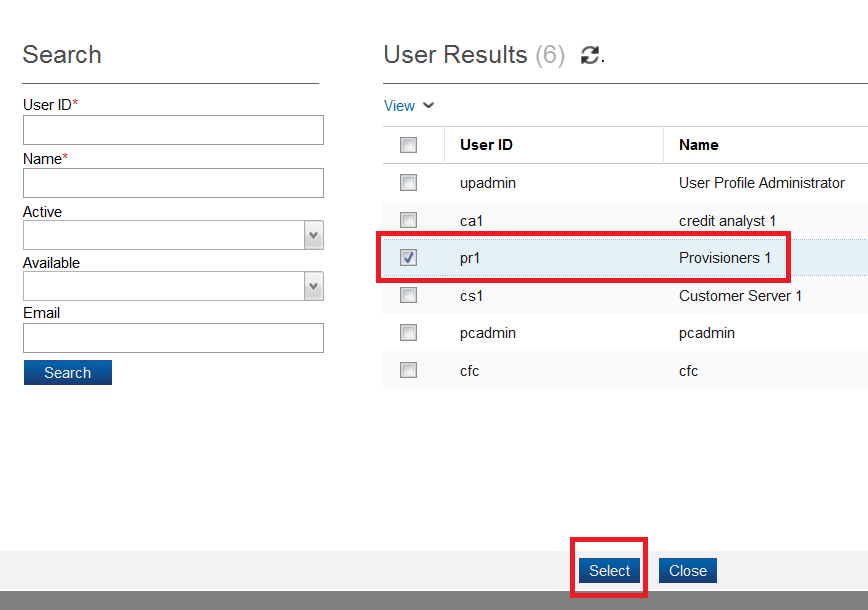 Search
User ID*
Name*
Active
Available
Email
Search
User Results (6) .
View
User ID Name
upadmin User Profile Administrator
ca1 credit analyst 1
pr1 Provisioners 1
cs1 Customer Server 1
pcadmin pcadmin
cfc cfc
Select Close